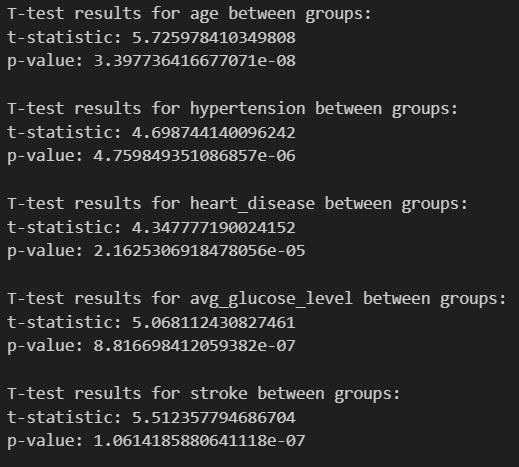 T-test results for age between groups:
t-statistic: 5.725978410349808
p-value: 3.397736416677071e-08
T-test results for hypertension between groups:
t-statistic: 4.698744140096242
p-value: 4.759849351086857e-06
T-test results for heart_disease between groups:
t-statistic: 4.347777190024152
p-value: 2.1625306918478056e-05
T-test results for avg_glucose_level between groups:
t-statistic: 5.068112430827461
p-value: 8.816698412059382e-07
T-test results for stroke between groups:
t-statistic: 5.512357794686704
p-value: 1.0614185880641118e-07